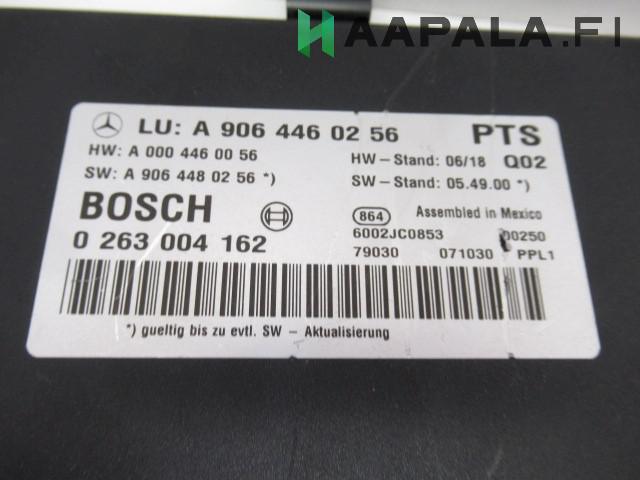 HAAPALA.FI
LU: A 906 446 02 56 PTS
HW: A 000 446 00 56 HW – Stand: 06/18 Q02
SW: A 906 448 02 56 *) SW – Stand: 05.49.00 *)
BOSCH 864 Assembled in Mexico
0 263 004 162 6002JC0853 00250
79030 071030 PPL1
*) gueltig bis zu evtl. SW – Aktualisierung